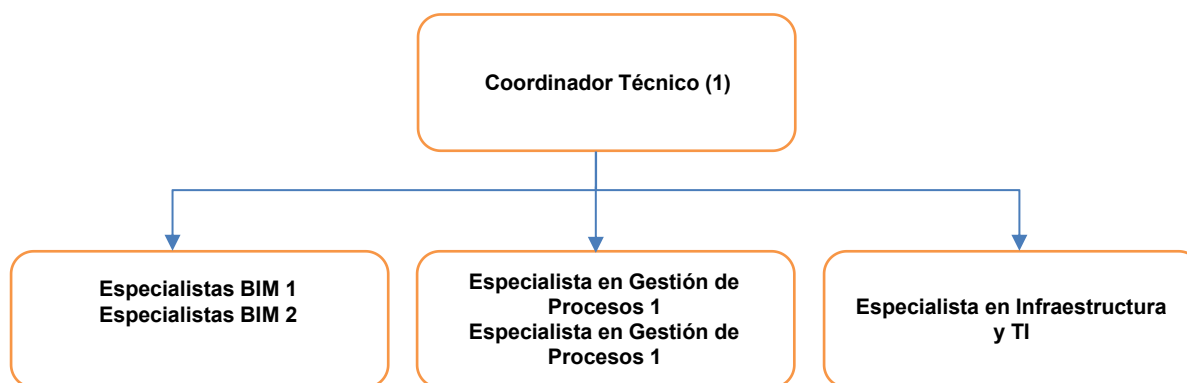 Coordinador Técnico (1)
Especialistas BIM 1
Especialistas BIM 2
Especialista en Gestión de
Procesos 1
Especialista en Gestión de
Procesos 1
Especialista en Infraestructura
y TI